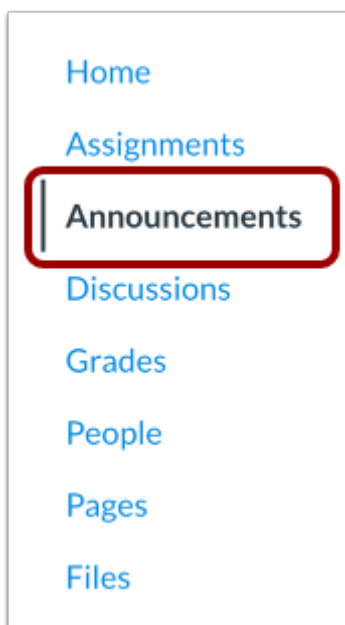 Home
Assignments
Announcements
Discussions
Grades
People
Pages
Files